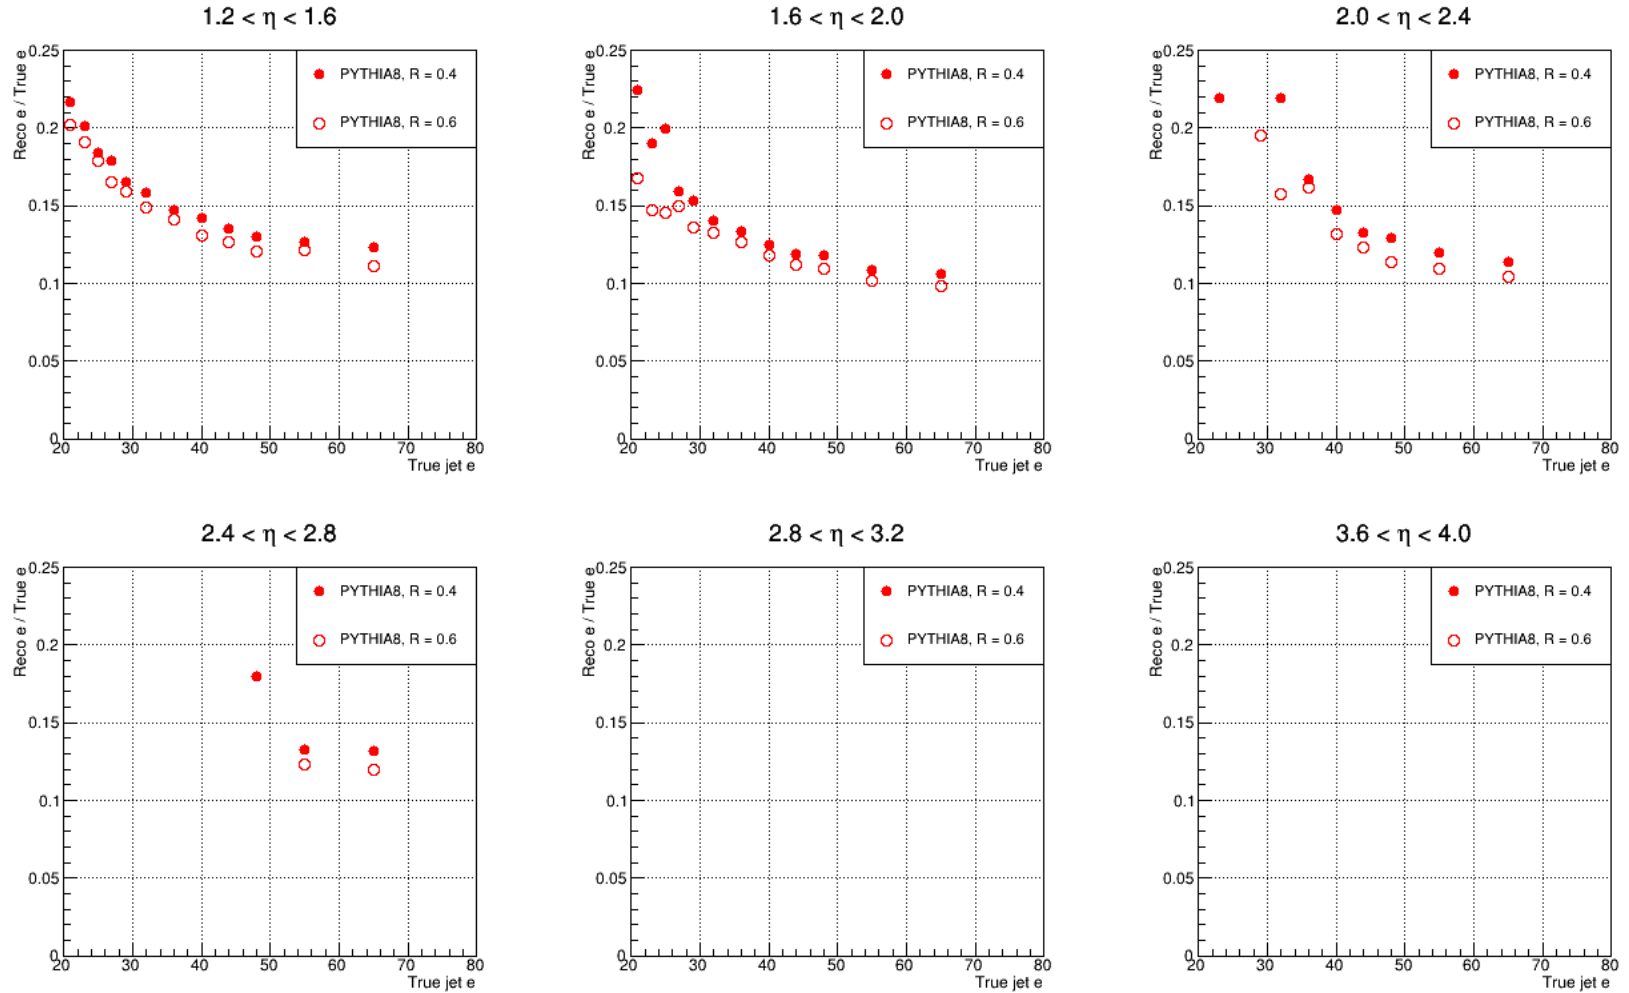 1.2 < η < 1.6
Reco e / True e
0.25
0.2
0.15
0.1
0.05
0
PYTHIA8, R = 0.4
PYTHIA8, R = 0.6
20 30 40 50 60 70 80
True jet e
1.6 < η < 2.0
Reco e / True e
0.25
0.2
0.15
0.1
0.05
0
PYTHIA8, R = 0.4
PYTHIA8, R = 0.6
20 30 40 50 60 70 80
True jet e
2.0 < η < 2.4
Reco e / True e
0.25
0.2
0.15
0.1
0.05
0
PYTHIA8, R = 0.4
PYTHIA8, R = 0.6
20 30 40 50 60 70 80
True jet e
2.4 < η < 2.8
Reco e / True e
0.25
0.2
0.15
0.1
0.05
0
PYTHIA8, R = 0.4
PYTHIA8, R = 0.6
20 30 40 50 60 70 80
True jet e
2.8 < η < 3.2
Reco e / True e
0.25
0.2
0.15
0.1
0.05
0
PYTHIA8, R = 0.4
PYTHIA8, R = 0.6
20 30 40 50 60 70 80
True jet e
3.6 < η < 4.0
Reco e / True e
0.25
0.2
0.15
0.1
0.05
0
PYTHIA8, R = 0.4
PYTHIA8, R = 0.6
20 30 40 50 60 70 80
True jet e